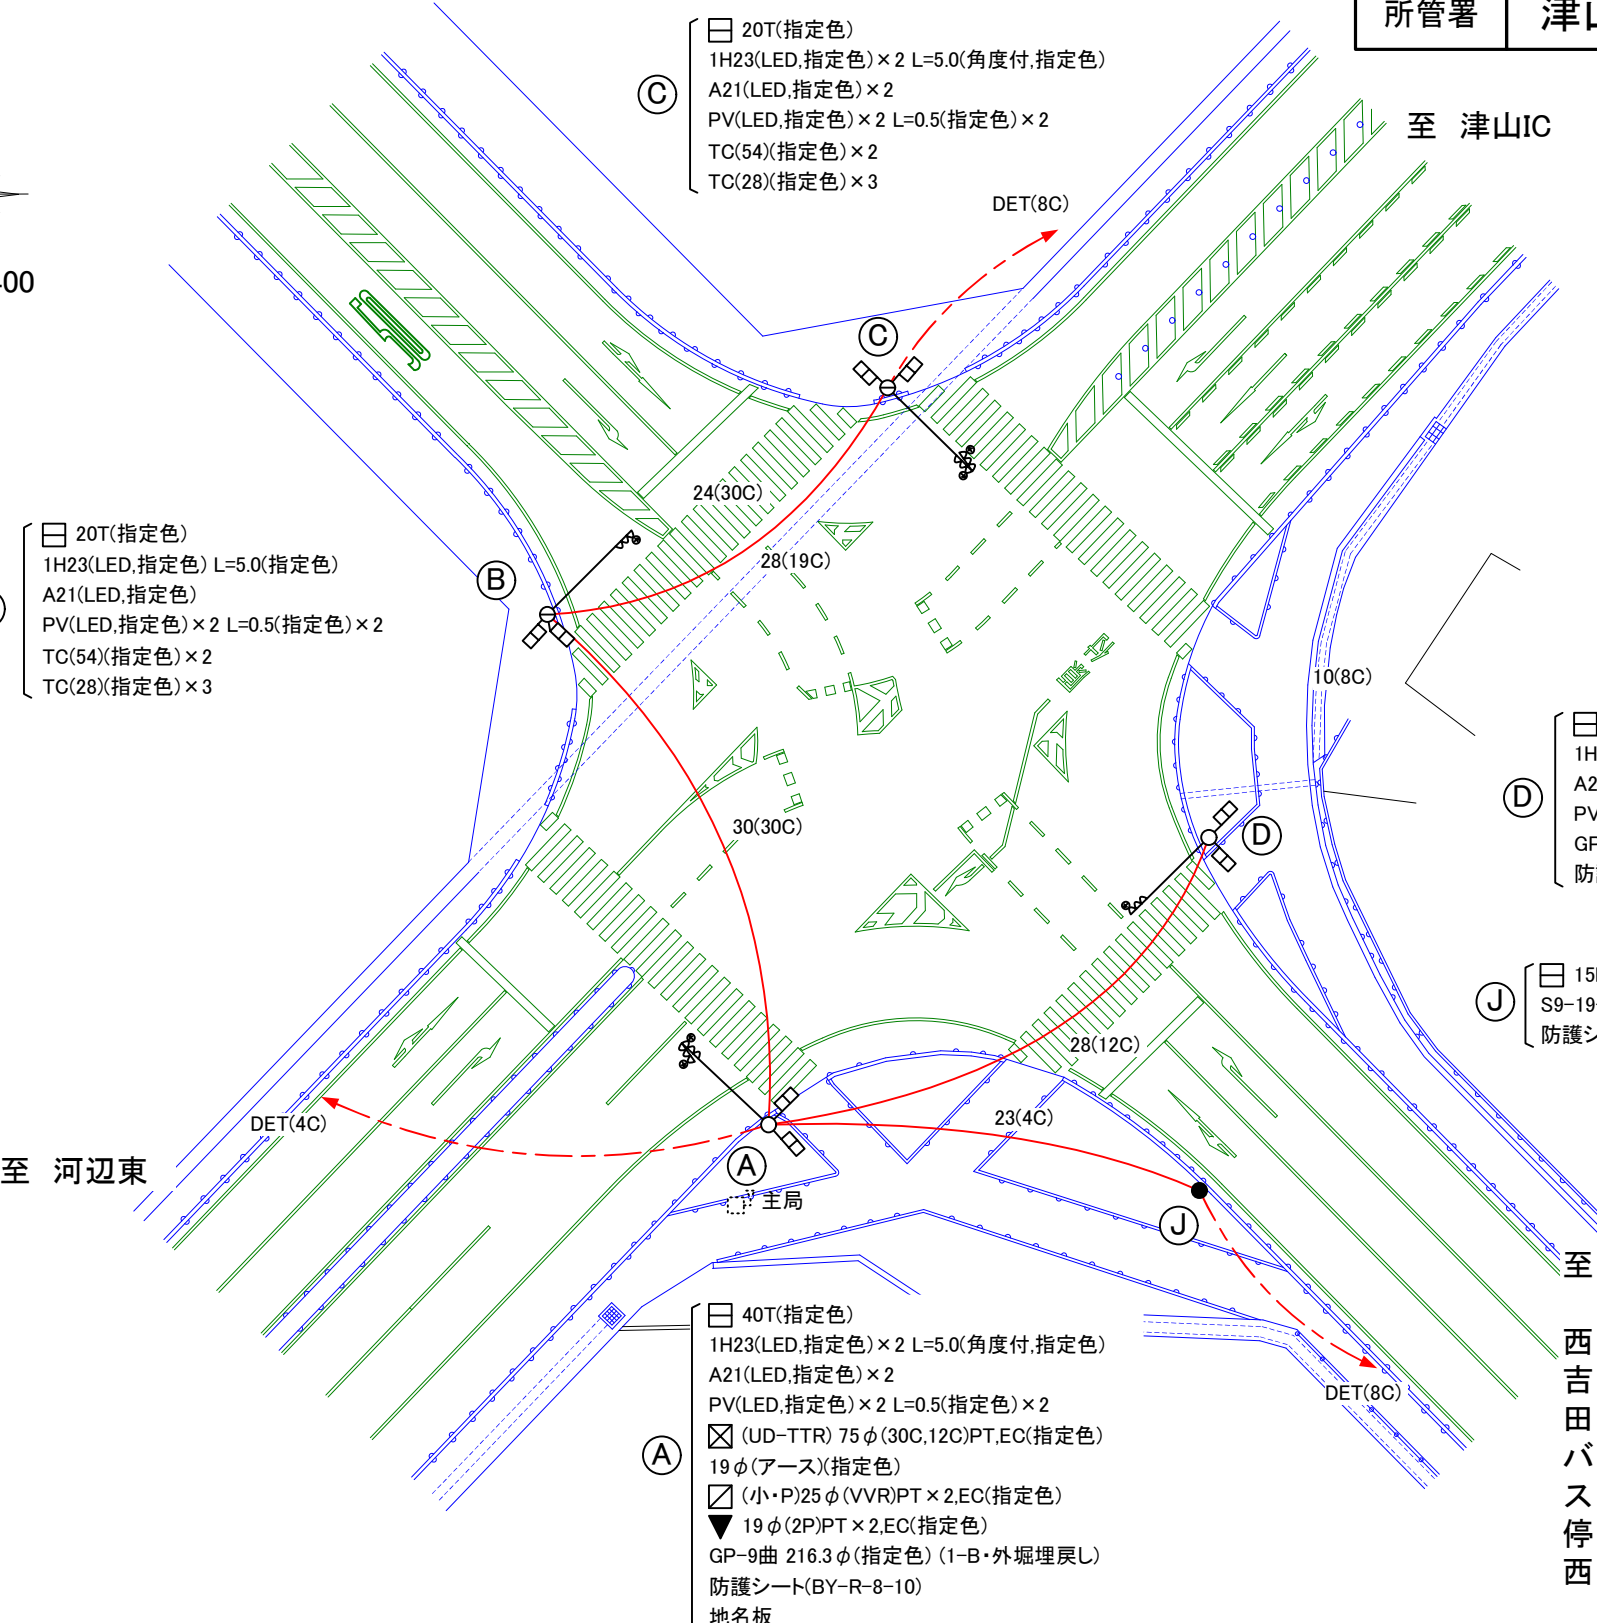 所管署
津山
Ⓒ
20T(指定色)
1H23(LED,指定色)×2 L=5.0(角度付,指定色)
A21(LED,指定色)×2
PV(LED,指定色)×2 L=0.5(指定色)×2
TC(54)(指定色)×2
TC(28)(指定色)×3
至 津山IC
DET(8C)
Ⓒ
24(30C)
28(19C)
20T(指定色)
1H23(LED,指定色) L=5.0(指定色)
A21(LED,指定色)
PV(LED,指定色)×2 L=0.5(指定色)×2
TC(54)(指定色)×2
TC(28)(指定色)×3
Ⓑ
10(8C)
横
30(30C)
Ⓓ
Ⓓ
1H
A2
PV
GP
防
Ⓙ
15
S9-19
防護シ
28(12C)
23(4C)
DET(4C)
至 河辺東
Ⓐ
主局
Ⓙ
DET(8C)
Ⓐ
40T(指定色)
1H23(LED,指定色)×2 L=5.0(角度付,指定色)
A21(LED,指定色)×2
PV(LED,指定色)×2 L=0.5(指定色)×2
(UD-TTR) 75φ(30C,12C)PT,EC(指定色)
19φ(アース)(指定色)
(小・P)25φ(VVR)PT×2,EC(指定色)
19φ(2P)PT×2,EC(指定色)
GP-9曲 216.3φ(指定色) (1-B・外堀埋戻し)
防護シート(BY-R-8-10)
地名板
至 西吉田バス停西